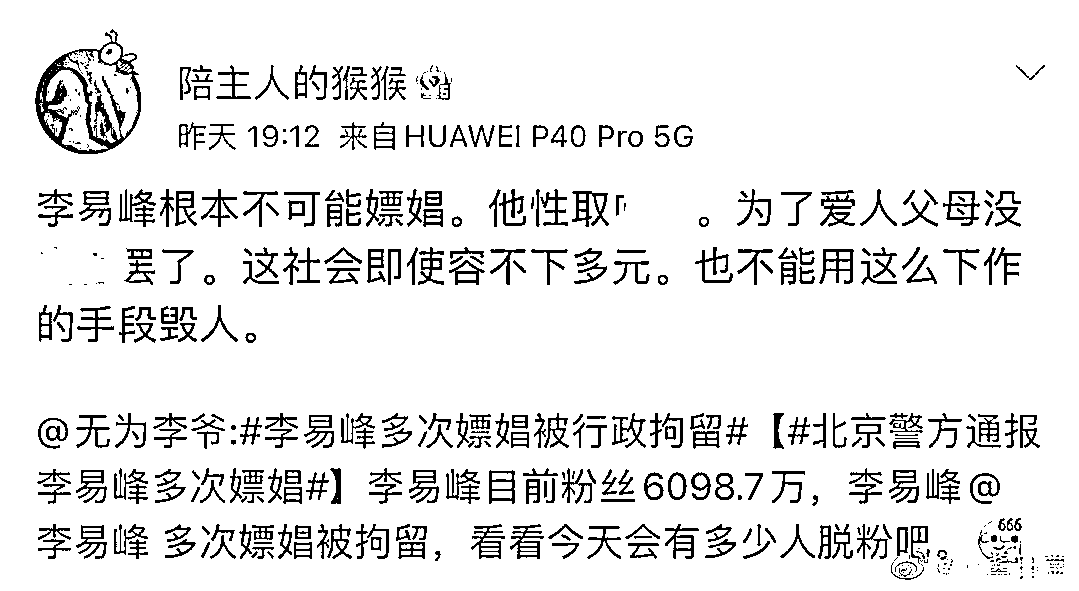 陪主人的猴猴
昨天 19:12 来自HUAWEI P40 Pro 5G
李易峰根本不可能嫖娼。他性取 。为了爱人父母没
罢了。这社会即使容不下多元。也不能用这么下作
的手段毁人。
@无为李爷:#李易峰多次嫖娼被行政拘留#【#北京警方通报
李易峰多次嫖娼#】李易峰目前粉丝6098.7万，李易峰@
李易峰 多次嫖娼被拘留，看看今天会有多少人脱粉吧。
666